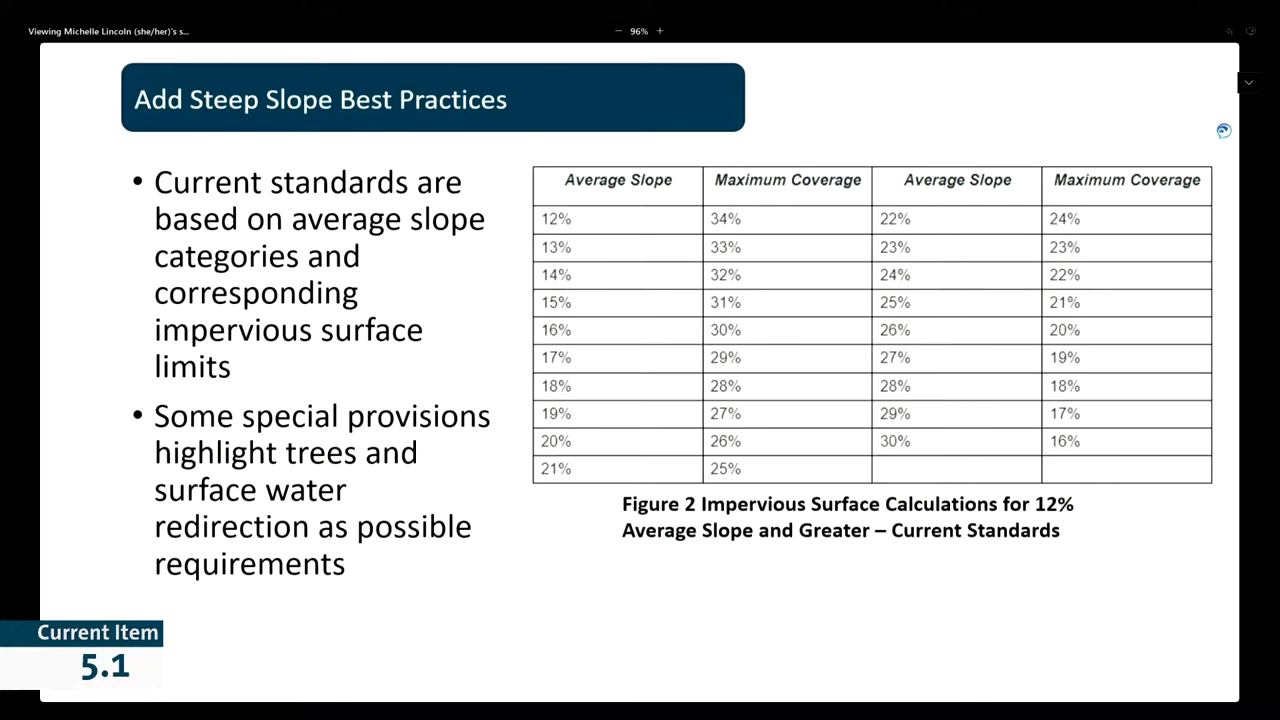 Viewing Michelle Lincoln (she/her)'s s...
− 96% +
Add Steep Slope Best Practices
• Current standards are
based on average slope
categories and
corresponding
impervious surface
limits
• Some special provisions
highlight trees and
surface water
redirection as possible
requirements
Average Slope Maximum Coverage Average Slope Maximum Coverage
12% 34% 22% 24%
13% 33% 23% 23%
14% 32% 24% 22%
15% 31% 25% 21%
16% 30% 26% 20%
17% 29% 27% 19%
18% 28% 28% 18%
19% 27% 29% 17%
20% 26% 30% 16%
21% 25%
Figure 2 Impervious Surface Calculations for 12%
Average Slope and Greater – Current Standards
Current Item
5.1